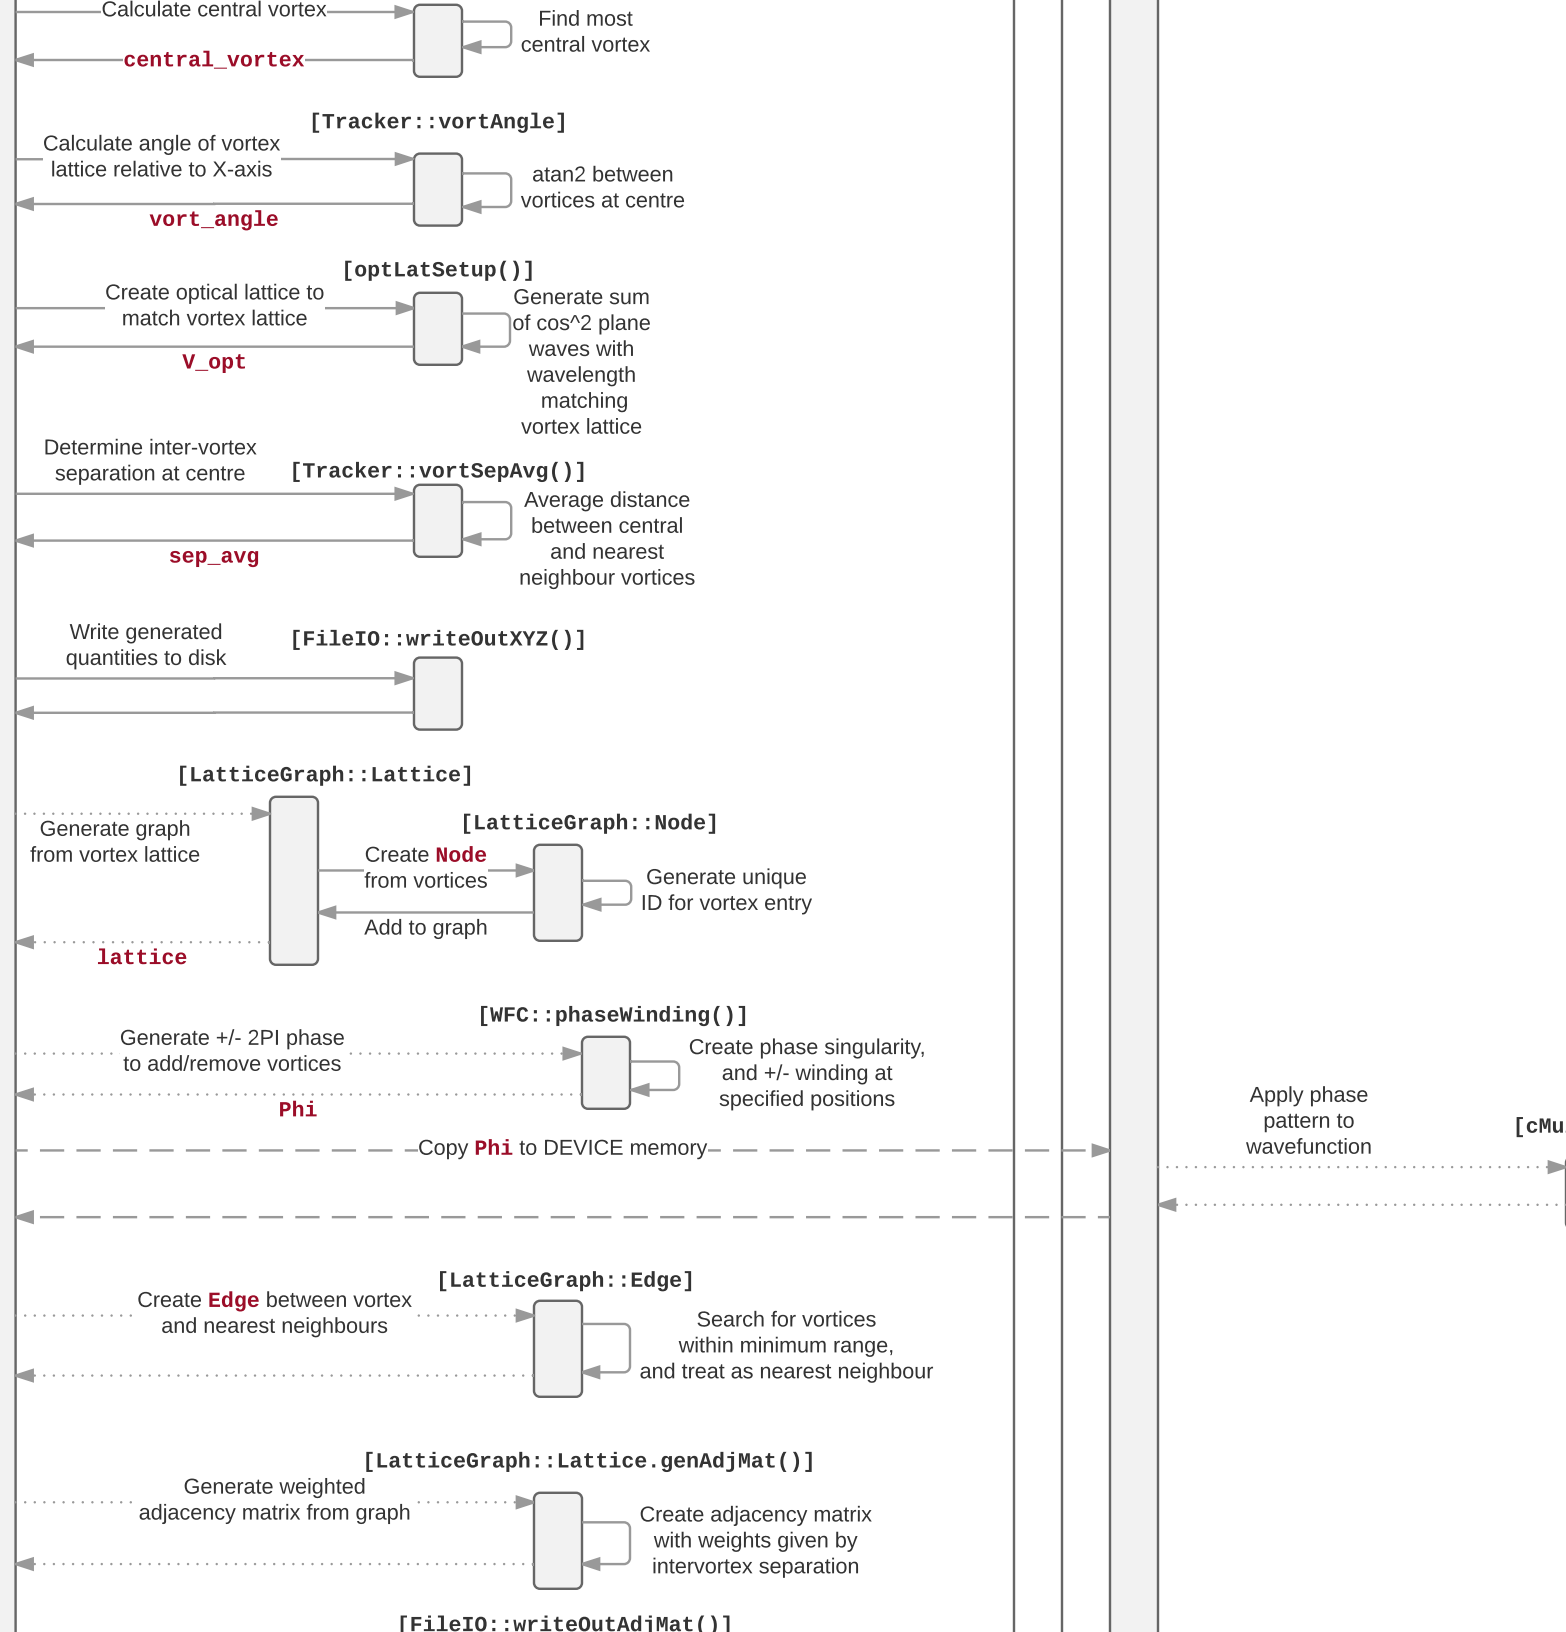 Calculate central vortex
Find most
central vortex
central_vortex
[Tracker::vortAngle]
Calculate angle of vortex
lattice relative to X-axis
atan2 between
vortices at centre
vort_angle
[optLatSetup()]
Create optical lattice to
match vortex lattice
Generate sum
of cos^2 plane
waves with
wavelength
matching
vortex lattice
V_opt
Determine inter-vortex
separation at centre
[Tracker::vortSepAvg()]
Average distance
between central
and nearest
neighbour vortices
sep_avg
Write generated
quantities to disk
[FileIO::writeOutXYZ()]
[LatticeGraph::Lattice]
Generate graph
from vortex lattice
[LatticeGraph::Node]
Create Node
from vortices
Generate unique
ID for vortex entry
Add to graph
lattice
[WFC::phaseWinding()]
Generate +/- 2PI phase
to add/remove vortices
Create phase singularity,
and +/- winding at
specified positions
Phi
Copy Phi to DEVICE memory
Apply phase
pattern to
wavefunction
[cMu
[LatticeGraph::Edge]
Create Edge between vortex
and nearest neighbours
Search for vortices
within minimum range,
and treat as nearest neighbour
[LatticeGraph::Lattice.genAdjMat()]
Generate weighted
adjacency matrix from graph
Create adjacency matrix
with weights given by
intervortex separation
[FileIO::writeOutAdjMat()]